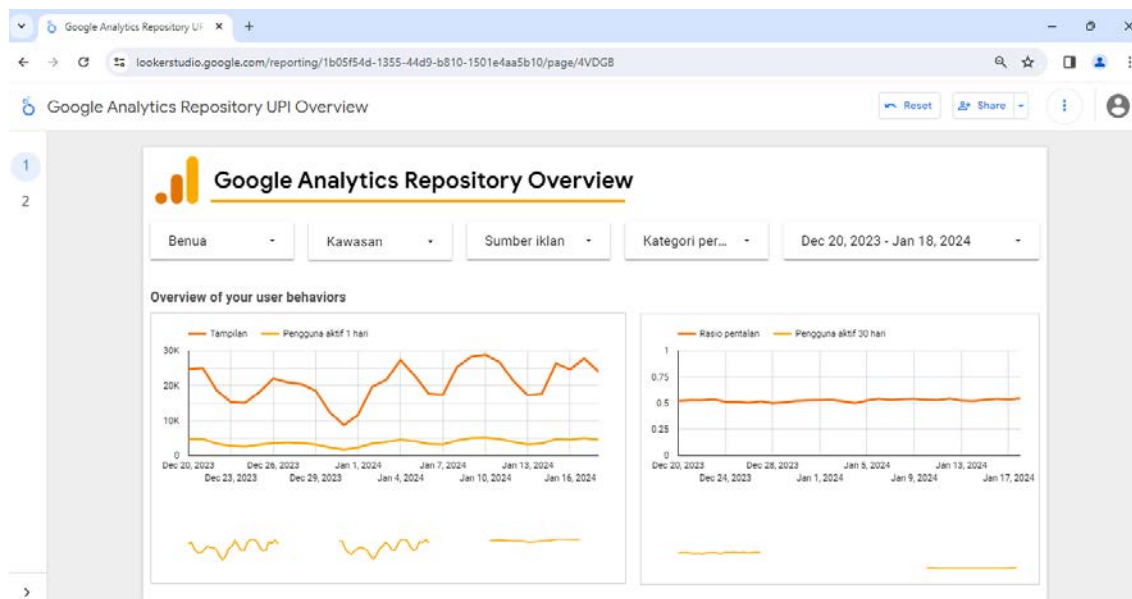 Google Analytics Repository UP
lookerstudio.google.com/reporting/1b05f54d-1355-44d9-b810-1501e4aa5b10/page/4VDGB
Google Analytics Repository UPI Overview
Reset
Share
1
2
Google Analytics Repository Overview
Benua
Kawasan
Sumber iklan
Kategori per...
Dec 20, 2023 - Jan 18, 2024
Overview of your user behaviors
Tampilan Pengguna aktif 1 hari
30K
20K
10K
0
Dec 20, 2023 Dec 26, 2023 Jan 1, 2024 Jan 7, 2024 Jan 13, 2024
Dec 23, 2023 Dec 29, 2023 Jan 4, 2024 Jan 10, 2024 Jan 16, 2024
Rasio pentalan Pengguna aktif 30 hari
1
0.75
0.5
0.25
0
Dec 20, 2023 Dec 28, 2023 Jan 5, 2024 Jan 13, 2024
Dec 24, 2023 Jan 1, 2024 Jan 9, 2024 Jan 17, 2024